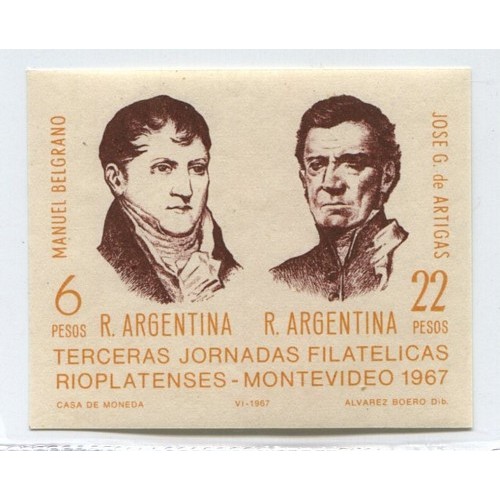 MANUEL BELGRANO
JOSE G. de ARTIGAS
6 PESOS
R. ARGENTINA
R. ARGENTINA
22 PESOS
TERCERAS JORNADAS FILATELICAS
RIOPLATENSES - MONTEVIDEO 1967
CASA DE MONEDA VI - 1967 ALVAREZ BOERO Dib.